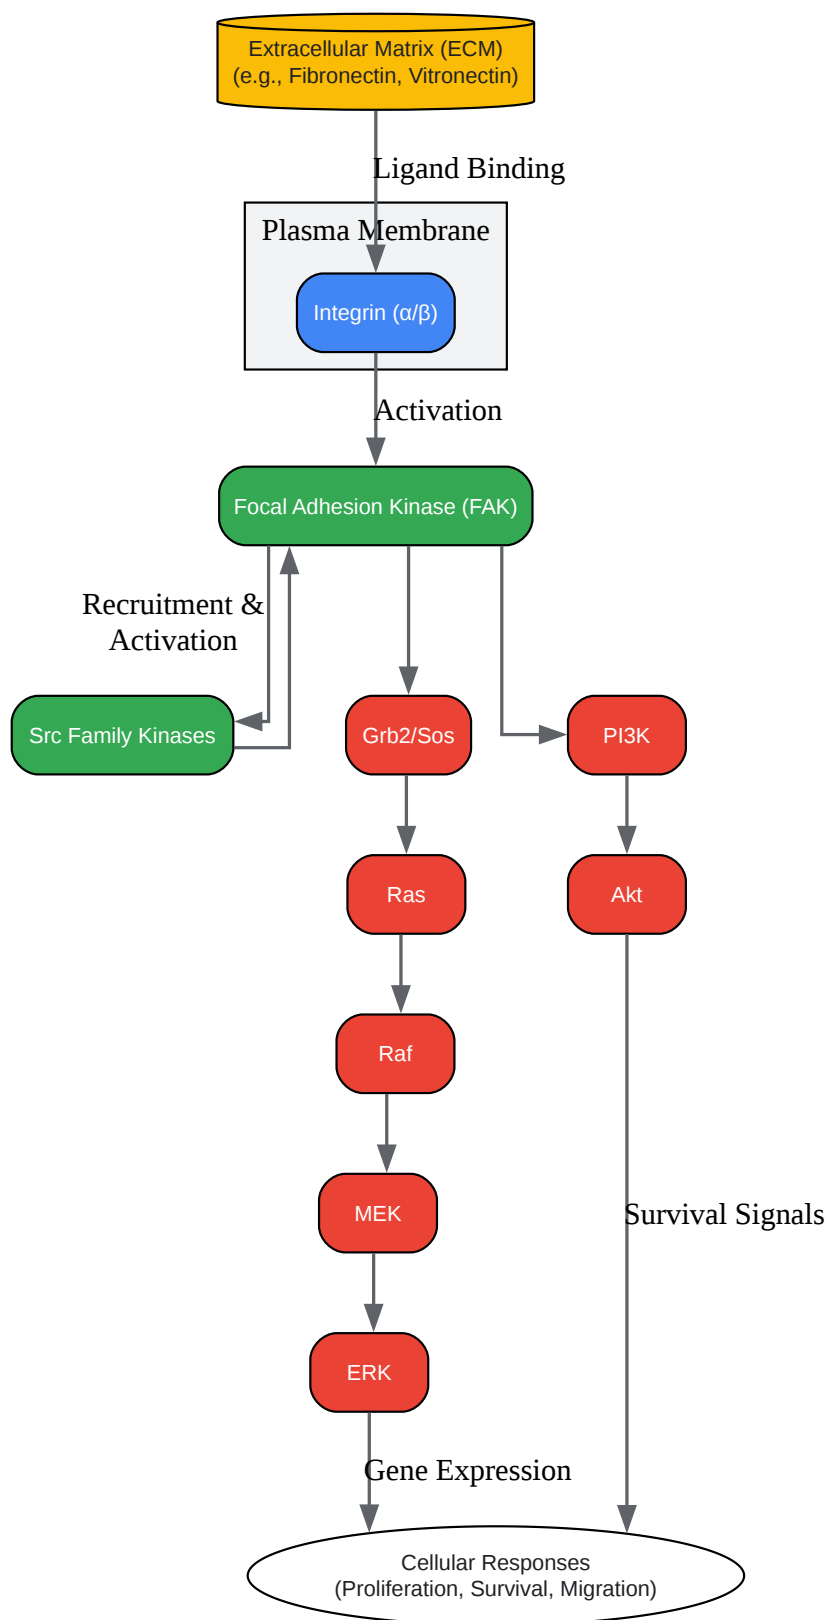 Extracellular Matrix (ECM)
(e.g., Fibronectin, Vitronectin)
Ligand Binding
Plasma Membrane
Integrin (α/β)
Activation
Focal Adhesion Kinase (FAK)
Recruitment &
Activation
Src Family Kinases
Grb2/Sos
PI3K
Ras
Akt
Raf
MEK
Survival Signals
ERK
Gene Expression
Cellular Responses
(Proliferation, Survival, Migration)